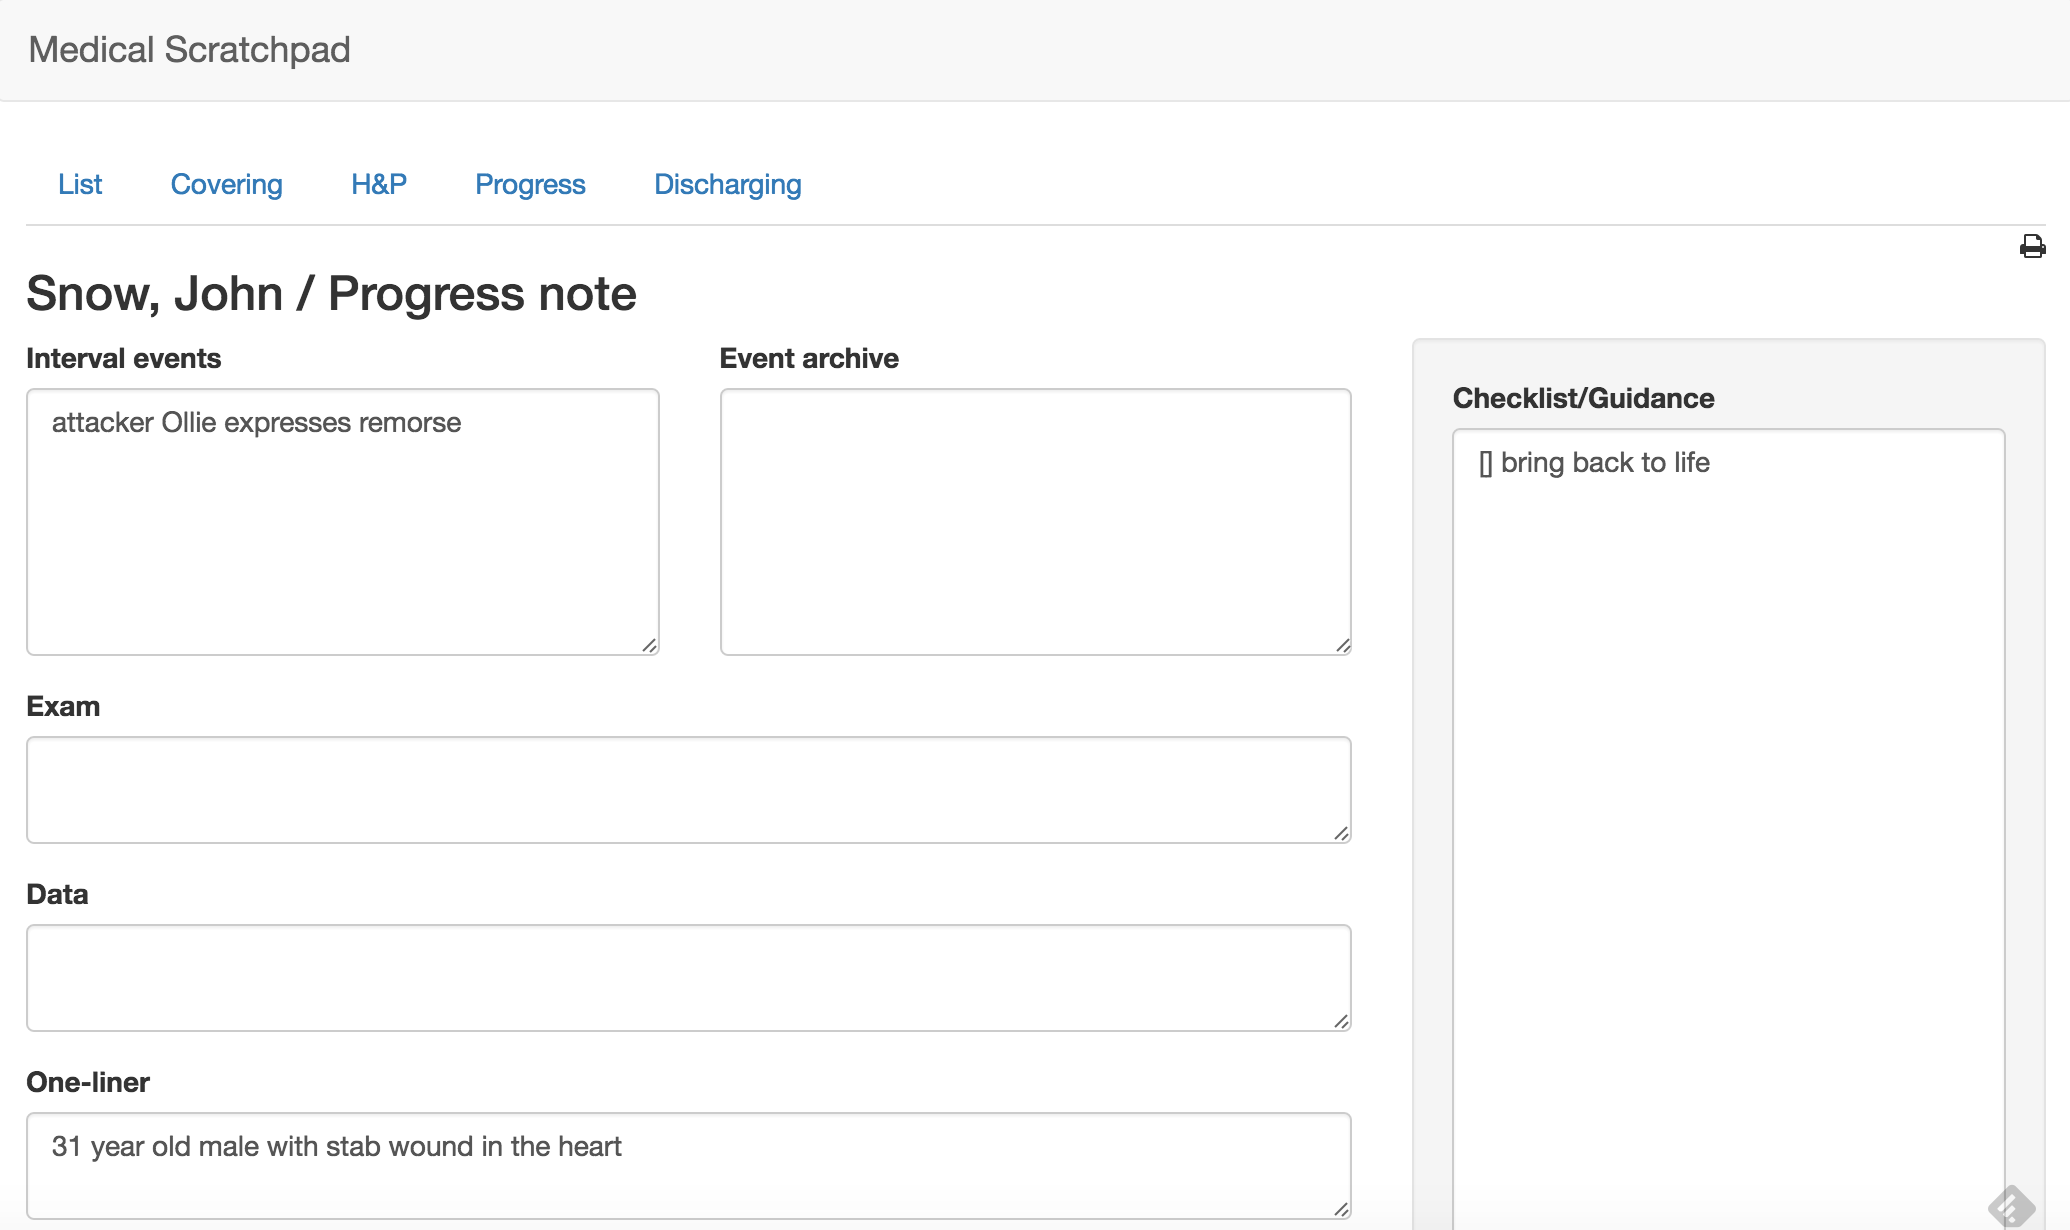 Medical Scratchpad
List Covering H&P Progress Discharging
Snow, John / Progress note
Interval events
attacker Ollie expresses remorse
Event archive
Checklist/Guidance
[] bring back to life
Exam
Data
One-liner
31 year old male with stab wound in the heart